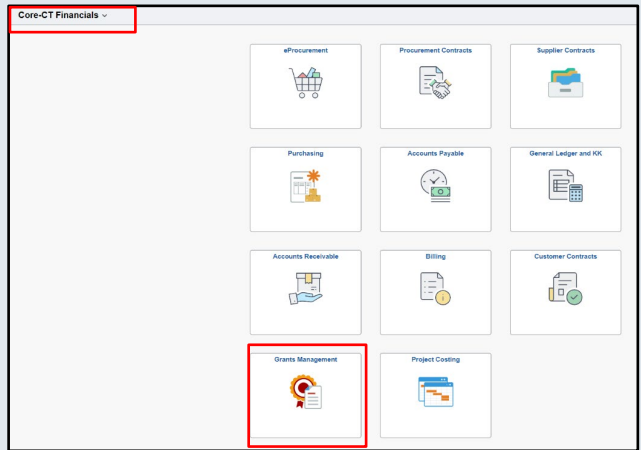 Core-CT Financials
eProcurement
Procurement Contracts
Supplier Contracts
Purchasing
Accounts Payable
General Ledger and KK
Accounts Receivable
Billing
Customer Contracts
Grants Management
Project Costing